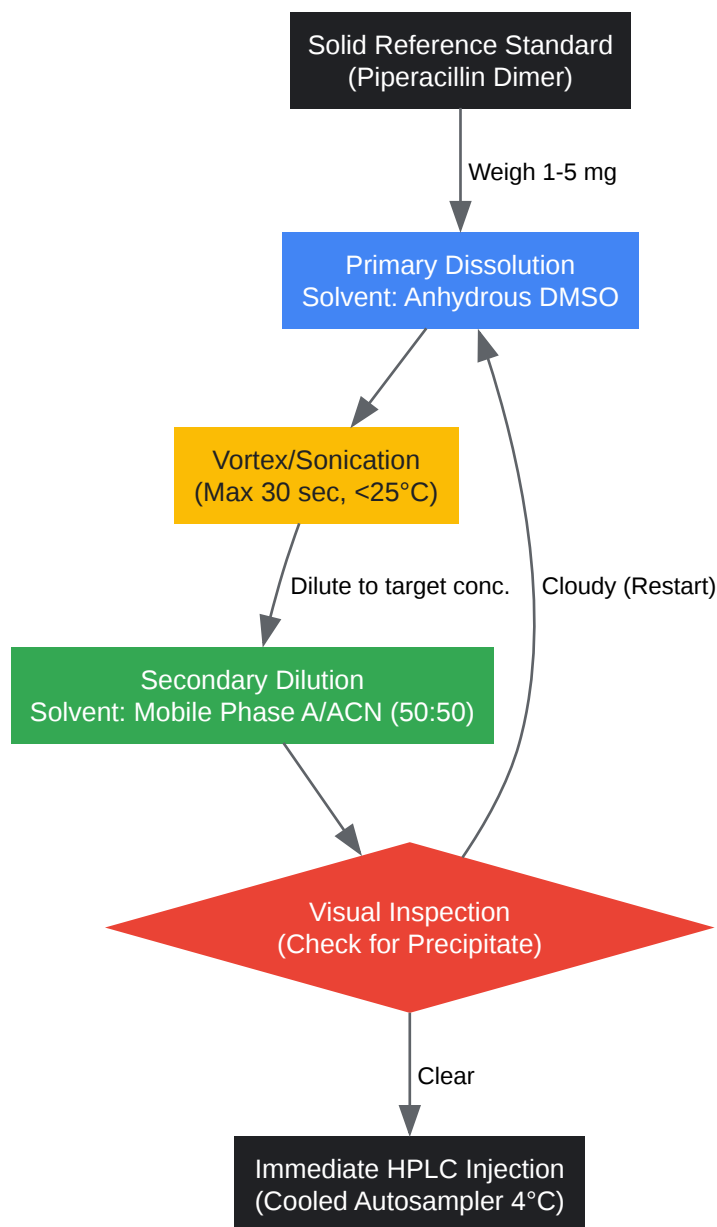 Solid Reference Standard
(Piperacillin Dimer)
Weigh 1-5 mg
Primary Dissolution
Solvent: Anhydrous DMSO
Vortex/Sonication
(Max 30 sec, <25°C)
Dilute to target conc.
Cloudy (Restart)
Secondary Dilution
Solvent: Mobile Phase A/ACN (50:50)
Visual Inspection
(Check for Precipitate)
Clear
Immediate HPLC Injection
(Cooled Autosampler 4°C)